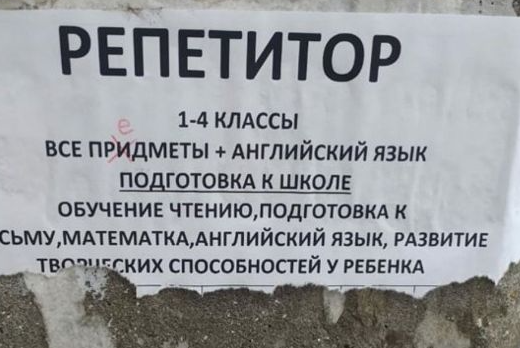 РЕПЕТИТОР
1-4 КЛАССЫ
е
ВСЕ ПРИДМЕТЫ + АНГЛИЙСКИЙ ЯЗЫК
ПОДГОТОВКА К ШКОЛЕ
ОБУЧЕНИЕ ЧТЕНИЮ,ПОДГОТОВКА К
СЬМУ,МАТЕМАТКА,АНГЛИЙСКИЙ ЯЗЫК, РАЗВИТИЕ
ТВОРЧЕСКИХ СПОСОБНОСТЕЙ У РЕБЕНКА